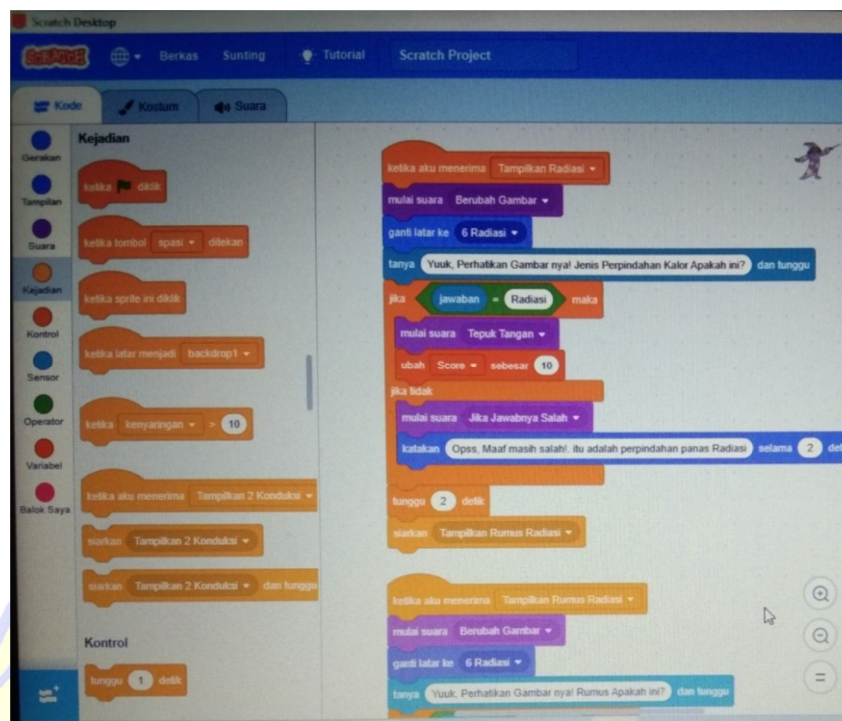 Scratch Desktop
SCRATCH Berkas Sunting Tutorial Scratch Project
Kode Kostum Suara
Kejadian
Gerakan
Tampilan
Suara
Kejadian
Kontrol
Sensor
Operator
Variabel
Balok Saya
ketika diklik
ketika tombol spasi ditekan
ketika sprite ini diklik
ketika latar menjadi backdrop1
ketika kenyaringan > 10
ketika aku menerima Tampilkan 2 Konduksi
siarkan Tampilkan 2 Konduksi
siarkan Tampilkan 2 Konduksi dan tunggu
Kontrol
tunggu 1 detik
ketika aku menerima Tampilkan Radiasi
mulai suara Berubah Gambar
ganti latar ke 6 Radiasi
tanya Yuuk, Perhatikan Gambar nya! Jenis Perpindahan Kalor Apakah ini? dan tunggu
jika jawaban = Radiasi maka
mulai suara Tepuk Tangan
ubah Score sebesar 10
jika tidak
mulai suara Jika Jawabnya Salah
katakan Opss, Maaf masih salah!. itu adalah perpindahan panas Radiasi selama 2 det
tunggu 2 detik
siarkan Tampilkan Rumus Radiasi
ketika aku menerima Tampilkan Rumus Radiasi
mulai suara Berubah Gambar
ganti latar ke 6 Radiasi
tanya Yuuk, Perhatikan Gambar nya! Rumus Apakah ini? dan tunggu